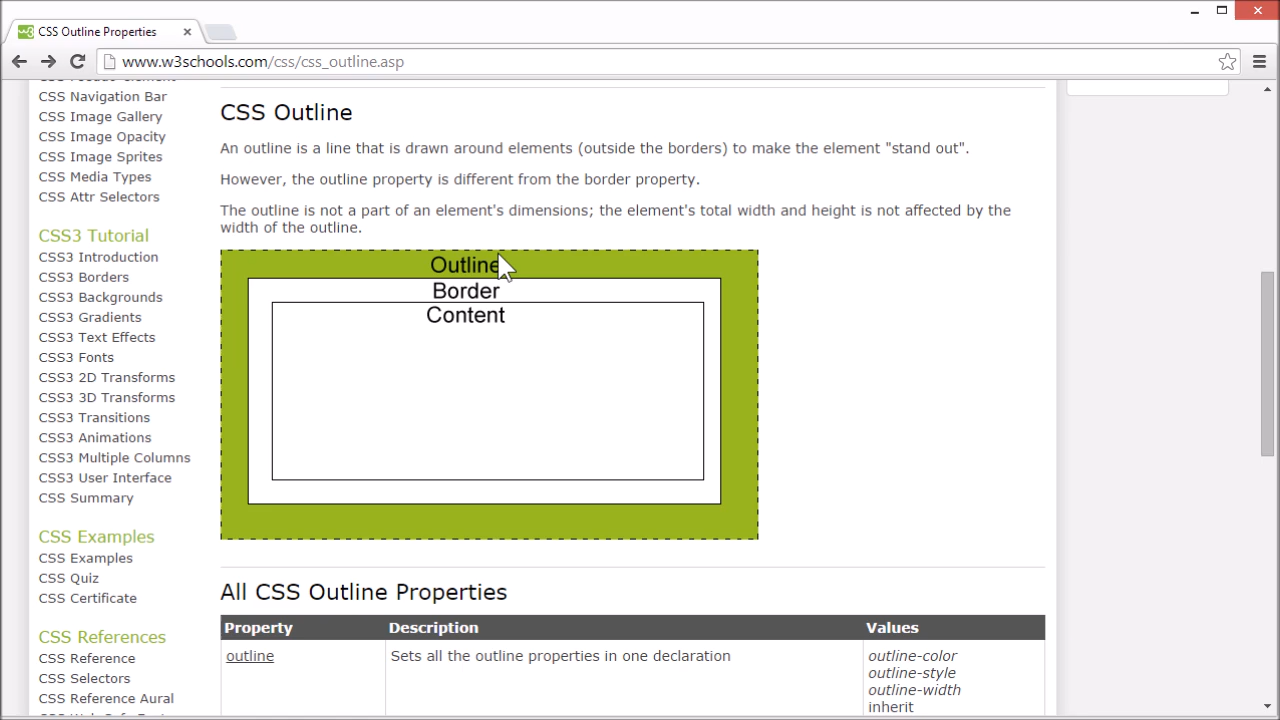 CSS Outline Properties
www.w3schools.com/css/css_outline.asp
CSS Navigation Bar
CSS Image Gallery
CSS Image Opacity
CSS Image Sprites
CSS Media Types
CSS Attr Selectors
CSS3 Tutorial
CSS3 Introduction
CSS3 Borders
CSS3 Backgrounds
CSS3 Gradients
CSS3 Text Effects
CSS3 Fonts
CSS3 2D Transforms
CSS3 3D Transforms
CSS3 Transitions
CSS3 Animations
CSS3 Multiple Columns
CSS3 User Interface
CSS Summary
CSS Examples
CSS Examples
CSS Quiz
CSS Certificate
CSS References
CSS Reference
CSS Selectors
CSS Reference Aural
CSS Outline
An outline is a line that is drawn around elements (outside the borders) to make the element "stand out".
However, the outline property is different from the border property.
The outline is not a part of an element's dimensions; the element's total width and height is not affected by the
width of the outline.
Outline
Border
Content
All CSS Outline Properties
Property Description Values
outline Sets all the outline properties in one declaration outline-color
outline-style
outline-width
inherit